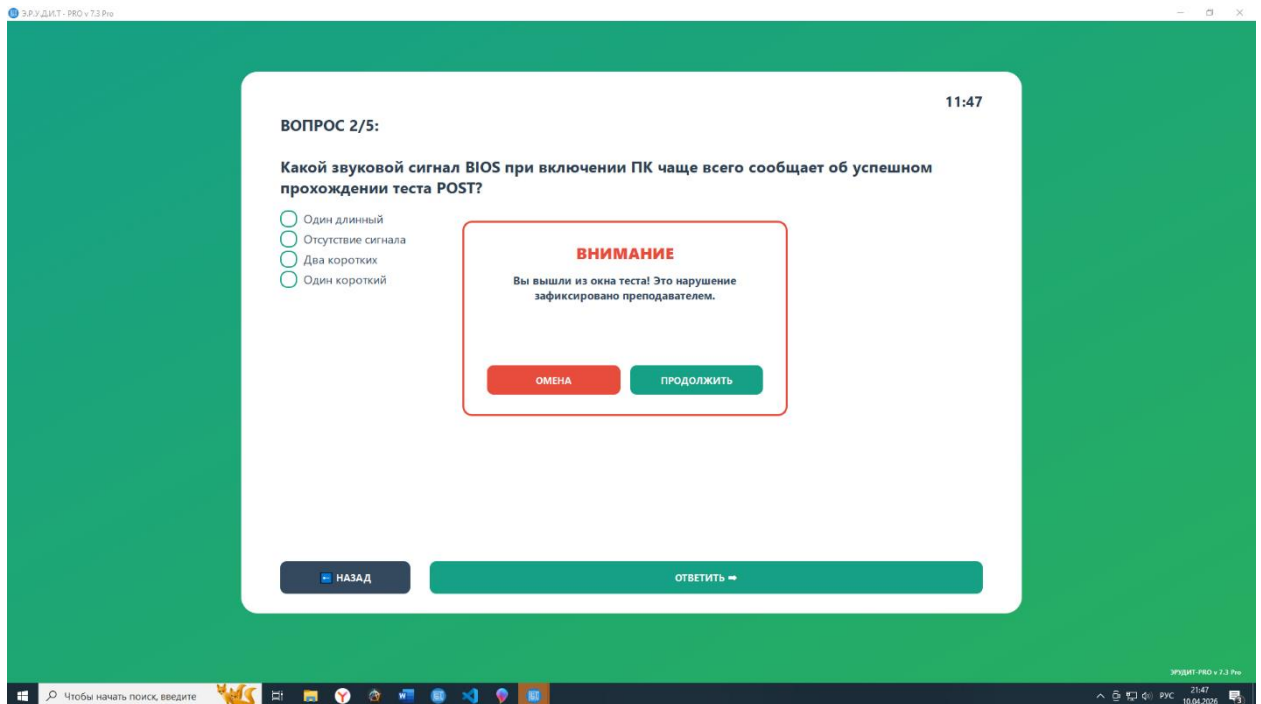 Э.Р.У.Д.И.Т - PRO v 7.3 Pro
11:47
ВОПРОС 2/5:
Какой звуковой сигнал BIOS при включении ПК чаще всего сообщает об успешном
прохождении теста POST?
Один длинный
Отсутствие сигнала
Два коротких
Один короткий
ВНИМАНИЕ
Вы вышли из окна теста! Это нарушение
зафиксировано преподавателем.
ОМЕНА
ПРОДОЛЖИТЬ
НАЗАД
ОТВЕТИТЬ
ЭРУДИТ-PRO v 7.3 Pro
Чтобы начать поиск, введите
РУС
21:47
10.04.2026